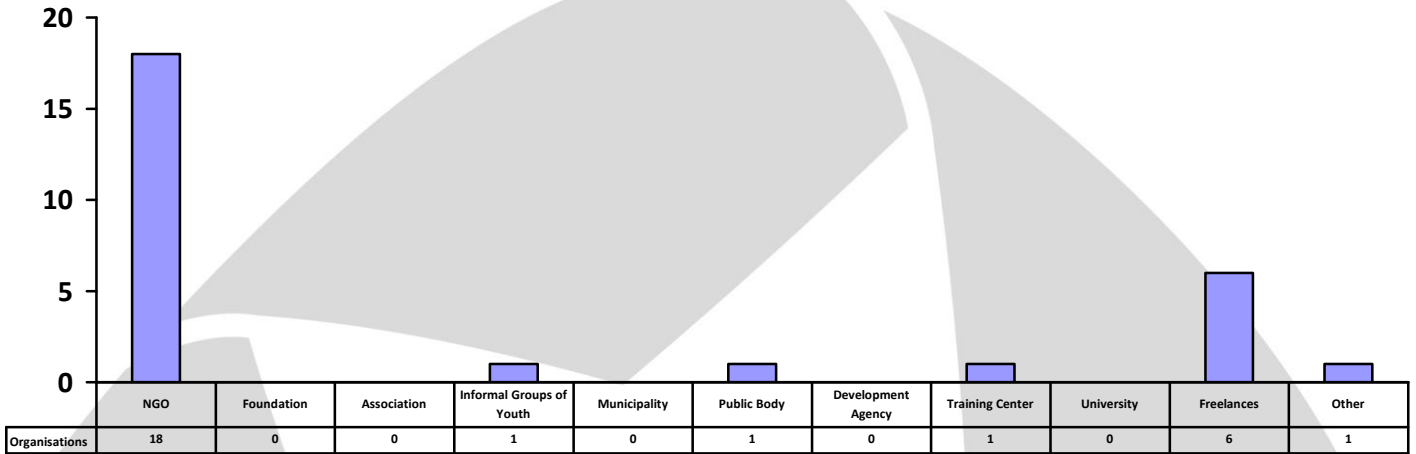 20
15
10
5
0
NGO Foundation Association Informal Groups of Youth Municipality Public Body Development Agency Training Center University Freelances Other
Organisations 18 0 0 1 0 1 0 1 0 6 1